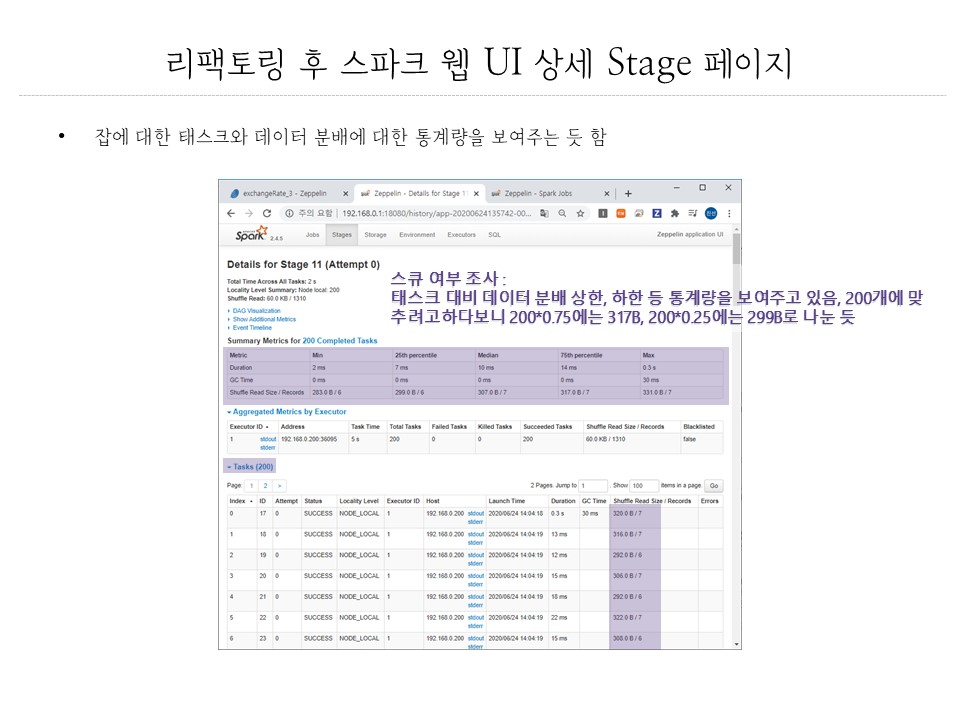 리팩토링 후 스파크 웹 UI 상세 Stage 페이지
• 잡에 대한 태스크와 데이터 분배에 대한 통계량을 보여주는 듯 함
exchangeRate_3 - Zeppelin
Zeppelin - Details for Stage 11
Zeppelin - Spark Jobs
주의 요함 | 192.168.0.1:18080/history/app-20200624135742-00...
Spark 2.4.5 Jobs Stages Storage Environment Executors SQL Zeppelin application UI
Details for Stage 11 (Attempt 0)
Total Time Across All Tasks: 2 s
Locality Level Summary: Node local: 200
Shuffle Read: 60.0 KB / 1310
DAG Visualization
Show Additional Metrics
Event Timeline
스큐 여부 조사 :
태스크 대비 데이터 분배 상한, 하한 등 통계량을 보여주고 있음, 200개에 맞
추려고하다보니 200*0.75에는 317B, 200*0.25에는 299B로 나눈 듯
Summary Metrics for 200 Completed Tasks
Metric Min 25th percentile Median 75th percentile Max
Duration 2 ms 7 ms 10 ms 14 ms 0.3 s
GC Time 0 ms 0 ms 0 ms 0 ms 30 ms
Shuffle Read Size / Records 283.0 B / 6 299.0 B / 6 307.0 B / 7 317.0 B / 7 331.0 B / 7
Aggregated Metrics by Executor
Executor ID Address Task Time Total Tasks Failed Tasks Killed Tasks Succeeded Tasks Shuffle Read Size / Records Blacklisted
1 stdout 192.168.0.200:36095 5 s 200 0 0 200 60.0 KB / 1310 false
stderr
Tasks (200)
Page: 1 2 > 2 Pages. Jump to 1 . Show 100 items in a page. Go
Index ID Attempt Status Locality Level Executor ID Host Launch Time Duration GC Time Shuffle Read Size / Records Errors
0 17 0 SUCCESS NODE_LOCAL 1 192.168.0.200 stdout 2020/06/24 14:04:18 0.3 s 30 ms 320.0 B / 7
stderr
1 18 0 SUCCESS NODE_LOCAL 1 192.168.0.200 stdout 2020/06/24 14:04:19 13 ms 316.0 B / 7
stderr
2 19 0 SUCCESS NODE_LOCAL 1 192.168.0.200 stdout 2020/06/24 14:04:19 12 ms 292.0 B / 6
stderr
3 20 0 SUCCESS NODE_LOCAL 1 192.168.0.200 stdout 2020/06/24 14:04:19 15 ms 306.0 B / 7
stderr
4 21 0 SUCCESS NODE_LOCAL 1 192.168.0.200 stdout 2020/06/24 14:04:19 18 ms 292.0 B / 6
stderr
5 22 0 SUCCESS NODE_LOCAL 1 192.168.0.200 stdout 2020/06/24 14:04:19 22 ms 322.0 B / 7
stderr
6 23 0 SUCCESS NODE_LOCAL 1 192.168.0.200 stdout 2020/06/24 14:04:19 15 ms 308.0 B / 6
stderr